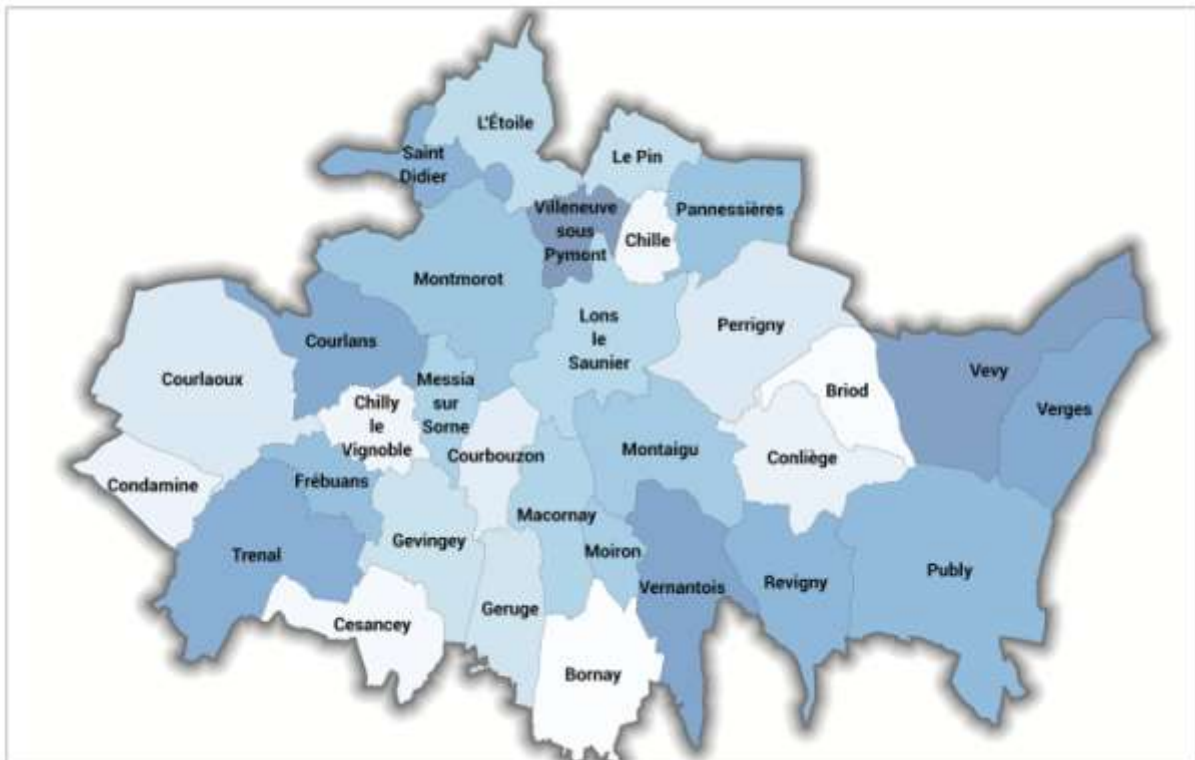 L'Étoile
Saint
Didier
Le Pin
Villeneuve
sous
Pymont
Pannessières
Chille
Montmorot
Lons
le
Saunier
Perrigny
Courlans
Courlaoux
Messia
sur
Sorne
Vevy
Briod
Verges
Chilly
le
Vignoble
Courbouzon
Montaigu
Conliège
Condamine
Frébuans
Macornay
Gevingey
Moiron
Trenal
Vernantois
Revigny
Publy
Geruge
Cesancey
Bornay